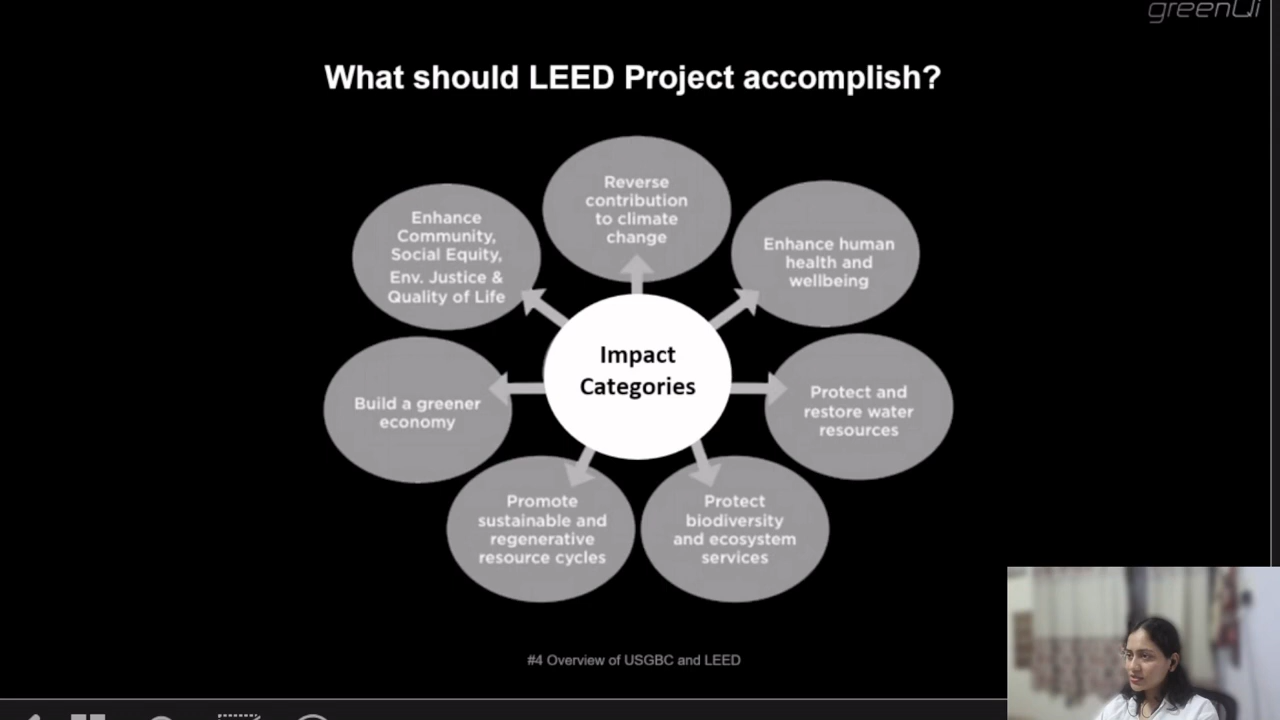 greenQi
What should LEED Project accomplish?
Reverse
contribution
to climate
change
Enhance human
health and
wellbeing
Protect and
restore water
resources
Protect
biodiversity
and ecosystem
services
Promote
sustainable and
regenerative
resource cycles
Build a greener
economy
Enhance
Community,
Social Equity,
Env. Justice &
Quality of Life
Impact
Categories
#4 Overview of USGBC and LEED